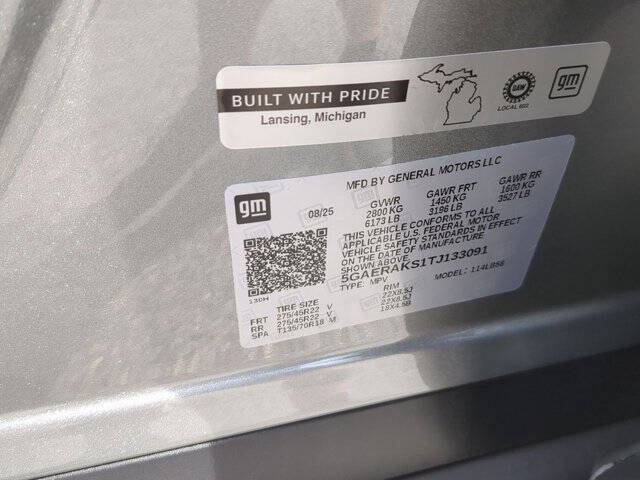 BUILT WITH PRIDE
Lansing, Michigan
UAW
LOCAL 602
gm
gm
MFD BY GENERAL MOTORS LLC
08/25
GVWR GAWR FRT GAWR RR
2800 KG 1450 KG 1600 KG
6173 LB 3196 LB 3527 LB
THIS VEHICLE CONFORMS TO ALL
APPLICABLE U.S. FEDERAL MOTOR
VEHICLE SAFETY STANDARDS IN EFFECT
ON THE DATE OF MANUFACTURE
SHOWN ABOVE.
5GAERAKS1TJ133091
TYPE: MPV MODEL: 114LB56
130H
TIRE SIZE RIM
FRT 275/45R22 V 22X8.5J
RR 275/45R22 V 22X8.5J
SPA T135/70R18 M 18X4.5B